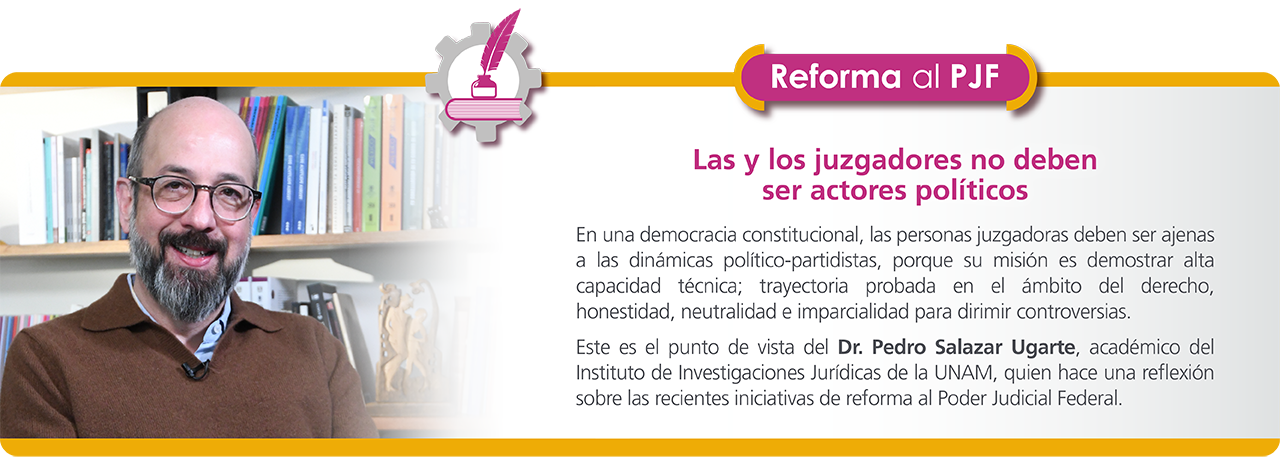 Reforma al PJF
Las y los juzgadores no deben
ser actores políticos
En una democracia constitucional, las personas juzgadoras deben ser ajenas
a las dinámicas político-partidistas, porque su misión es demostrar alta
capacidad técnica; trayectoria probada en el ámbito del derecho,
honestidad, neutralidad e imparcialidad para dirimir controversias.
Este es el punto de vista del Dr. Pedro Salazar Ugarte, académico del
Instituto de Investigaciones Jurídicas de la UNAM, quien hace una reflexión
sobre las recientes iniciativas de reforma al Poder Judicial Federal.